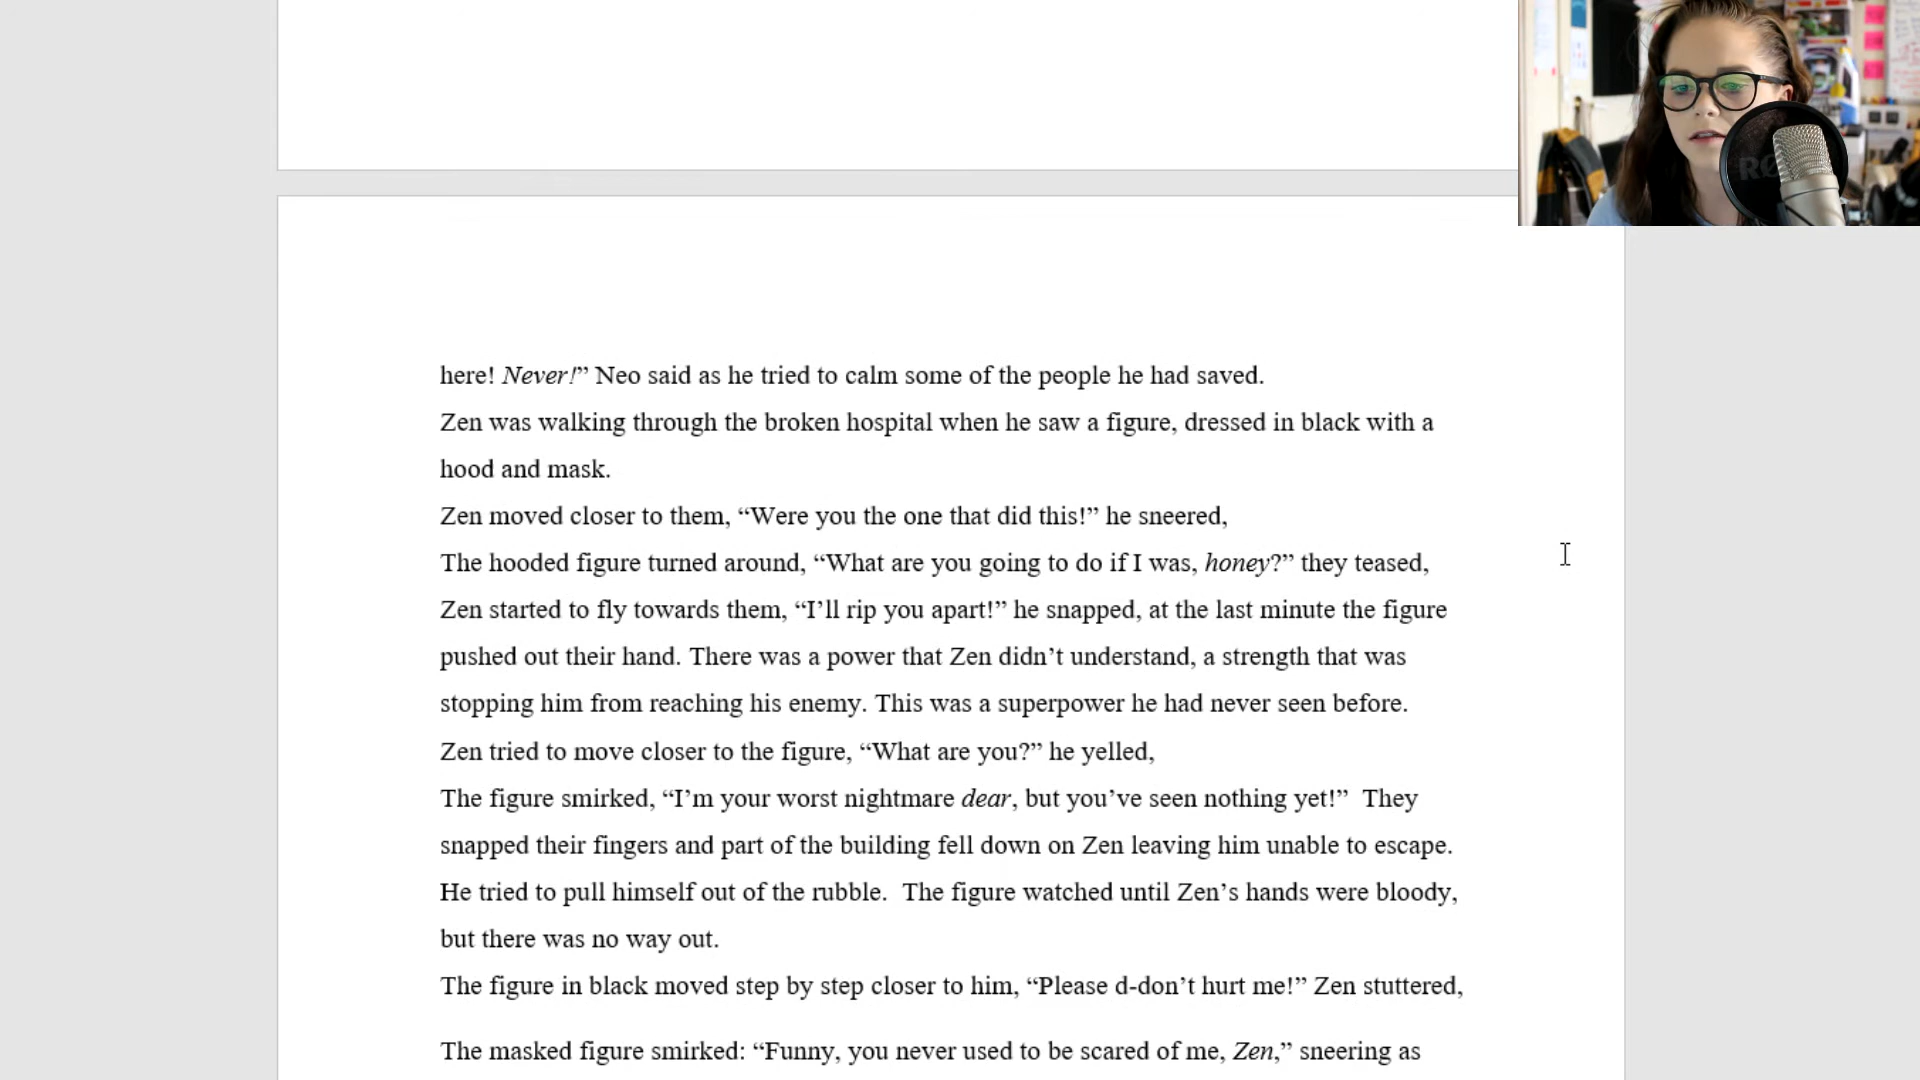 here! Never!” Neo said as he tried to calm some of the people he had saved.
Zen was walking through the broken hospital when he saw a figure, dressed in black with a
hood and mask.
Zen moved closer to them, “Were you the one that did this!” he sneered,
The hooded figure turned around, “What are you going to do if I was, honey?” they teased,
Zen started to fly towards them, “I’ll rip you apart!” he snapped, at the last minute the figure
pushed out their hand. There was a power that Zen didn’t understand, a strength that was
stopping him from reaching his enemy. This was a superpower he had never seen before.
Zen tried to move closer to the figure, “What are you?” he yelled,
The figure smirked, “I’m your worst nightmare dear, but you’ve seen nothing yet!”  They
snapped their fingers and part of the building fell down on Zen leaving him unable to escape.
He tried to pull himself out of the rubble.  The figure watched until Zen’s hands were bloody,
but there was no way out.
The figure in black moved step by step closer to him, “Please d-don’t hurt me!” Zen stuttered,
The masked figure smirked: “Funny, you never used to be scared of me, Zen,” sneering as